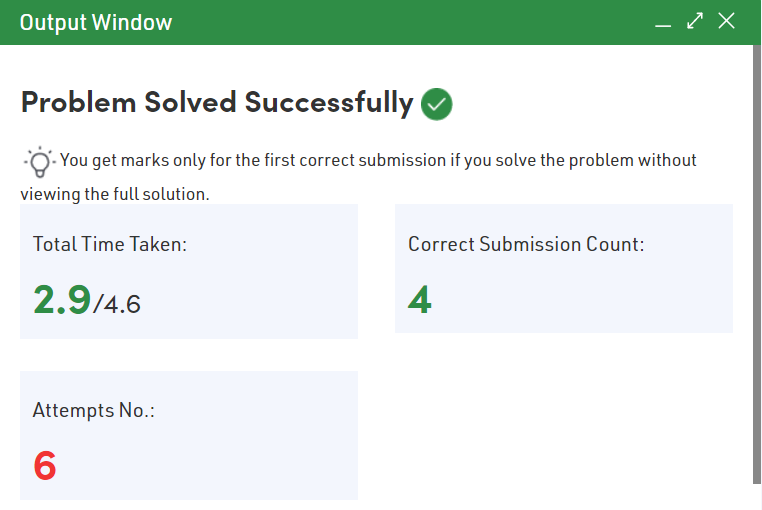 Output Window
Problem Solved Successfully
You get marks only for the first correct submission if you solve the problem without
viewing the full solution.
Total Time Taken:
2.9/4.6
Correct Submission Count:
4
Attempts No.:
6